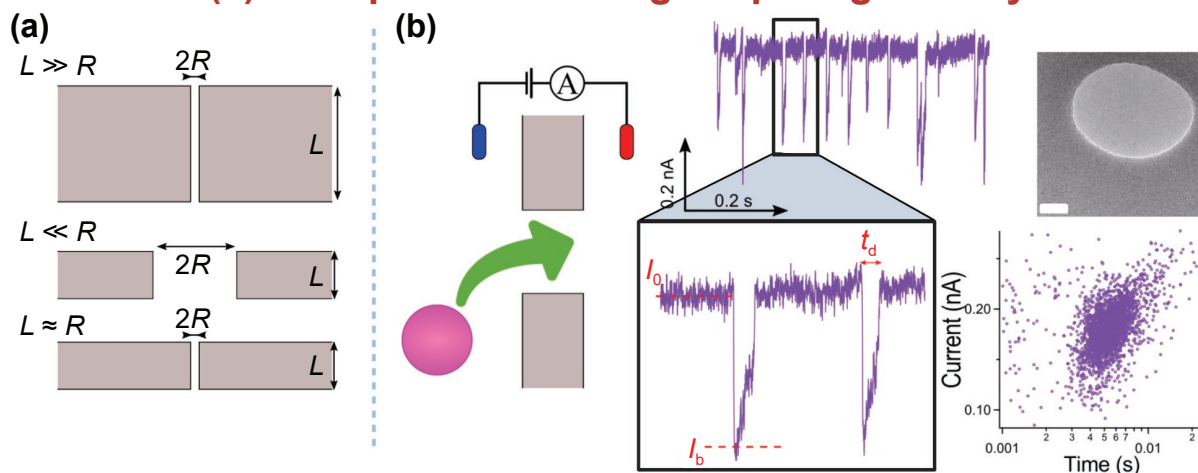 (a)
L >> R
2R
L
L << R
2R
L
L ≈ R
2R
L
(b)
A
0.2 nA
0.2 s
I0
td
Ib
Current (nA)
0.20
0.10
0.001
2
3
4
5
6
7
0.01
2
Time (s)